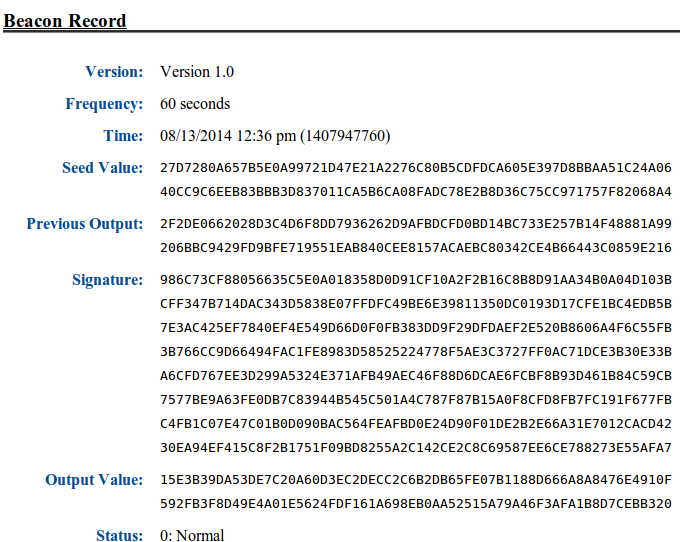 Beacon Record
Version: Version 1.0
Frequency: 60 seconds
Time: 08/13/2014 12:36 pm (1407947760)
Seed Value: 27D7280A657B5E0A99721D47E21A2276C80B5CDFDCA605E397D8BBAA51C24A06
40CC9C6EEB83BBB3D837011CA5B6CA08FADC78E2B8D36C75CC971757F82068A4
Previous Output: 2F2DE0662028D3C4D6F8DD7936262D9AFBDCFD0BD14BC733E257B14F48881A99
206BBC9429FD9BFE719551EAB840CEE8157ACAEBC80342CE4B66443C0859E216
Signature: 986C73CF88056635C5E0A018358D0D91CF10A2F2B16C8B8D91AA34B0A04D103B
CFF347B714DAC343D5838E07FFDFC49BE6E39811350DC0193D17CFE1BC4EDB5B
7E3AC425EF7840EF4E549D66D0F0FB383DD9F29DFDAEF2E520B8606A4F6C55FB
3B766CC9D66494FAC1FE8983D58525224778F5AE3C3727FF0AC71DCE3B30E33B
A6CFD767EE3D299A5324E371AFB49AEC46F88D6DCAE6FCBF8B93D461B84C59CB
7577BE9A63FE0DB7C83944B545C501A4C787F87B15A0F8CFD8FB7FC191F677FB
C4FB1C07E47C01B0D090BAC564FEAFBD0E24D90F01DE2B2E66A31E7012CACD42
30EA94EF415C8F2B1751F09BD8255A2C142CE2C8C69587EE6CE788273E55AFA7
Output Value: 15E3B39DA53DE7C20A60D3EC2DECC2C6B2DB65FE07B1188D666A8A8476E4910F
592FB3F8D49E4A01E5624FDF161A698EB0AA52515A79A46F3AFA1B8D7CEBB320
Status: 0: Normal